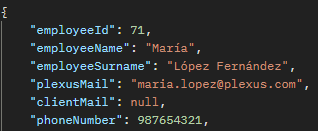 {
"employeeId": 71,
"employeeName": "María",
"employeeSurname": "López Fernández",
"plexusMail": "maria.lopez@plexus.com",
"clientMail": null,
"phoneNumber": 987654321,